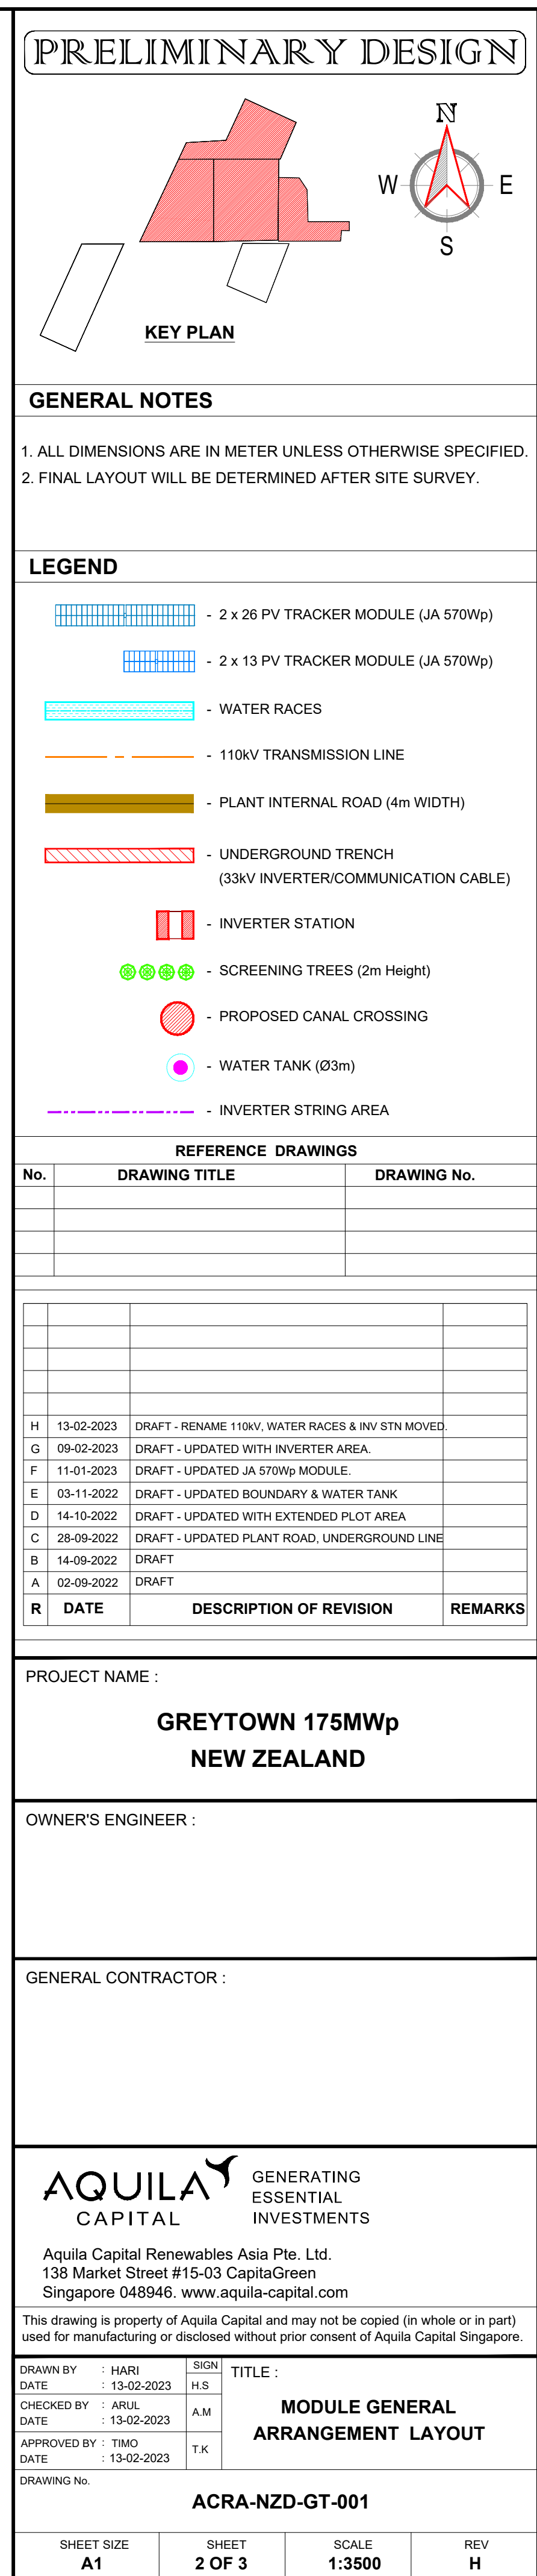 PRELIMINARY DESIGN
N
W E
S
KEY PLAN
GENERAL NOTES
1. ALL DIMENSIONS ARE IN METER UNLESS OTHERWISE SPECIFIED.
2. FINAL LAYOUT WILL BE DETERMINED AFTER SITE SURVEY.
LEGEND
- 2 x 26 PV TRACKER MODULE (JA 570Wp)
- 2 x 13 PV TRACKER MODULE (JA 570Wp)
- WATER RACES
- 110kV TRANSMISSION LINE
- PLANT INTERNAL ROAD (4m WIDTH)
- UNDERGROUND TRENCH
(33kV INVERTER/COMMUNICATION CABLE)
- INVERTER STATION
- SCREENING TREES (2m Height)
- PROPOSED CANAL CROSSING
- WATER TANK (Ø3m)
- INVERTER STRING AREA
REFERENCE DRAWINGS
No. DRAWING TITLE DRAWING No.
H 13-02-2023 DRAFT - RENAME 110kV, WATER RACES & INV STN MOVED.
G 09-02-2023 DRAFT - UPDATED WITH INVERTER AREA.
F 11-01-2023 DRAFT - UPDATED JA 570Wp MODULE.
E 03-11-2022 DRAFT - UPDATED BOUNDARY & WATER TANK
D 14-10-2022 DRAFT - UPDATED WITH EXTENDED PLOT AREA
C 28-09-2022 DRAFT - UPDATED PLANT ROAD, UNDERGROUND LINE
B 14-09-2022 DRAFT
A 02-09-2022 DRAFT
R DATE DESCRIPTION OF REVISION REMARKS
PROJECT NAME :
GREYTOWN 175MWp
NEW ZEALAND
OWNER'S ENGINEER :
GENERAL CONTRACTOR :
AQUILA
CAPITAL
GENERATING
ESSENTIAL
INVESTMENTS
Aquila Capital Renewables Asia Pte. Ltd.
138 Market Street #15-03 CapitaGreen
Singapore 048946. www.aquila-capital.com
This drawing is property of Aquila Capital and may not be copied (in whole or in part)
used for manufacturing or disclosed without prior consent of Aquila Capital Singapore.
DRAWN BY : HARI SIGN
DATE : 13-02-2023 H.S
CHECKED BY : ARUL
DATE : 13-02-2023 A.M
APPROVED BY : TIMO
DATE : 13-02-2023 T.K
TITLE :
MODULE GENERAL
ARRANGEMENT LAYOUT
DRAWING No.
ACRA-NZD-GT-001
SHEET SIZE SHEET SCALE REV
A1 2 OF 3 1:3500 H